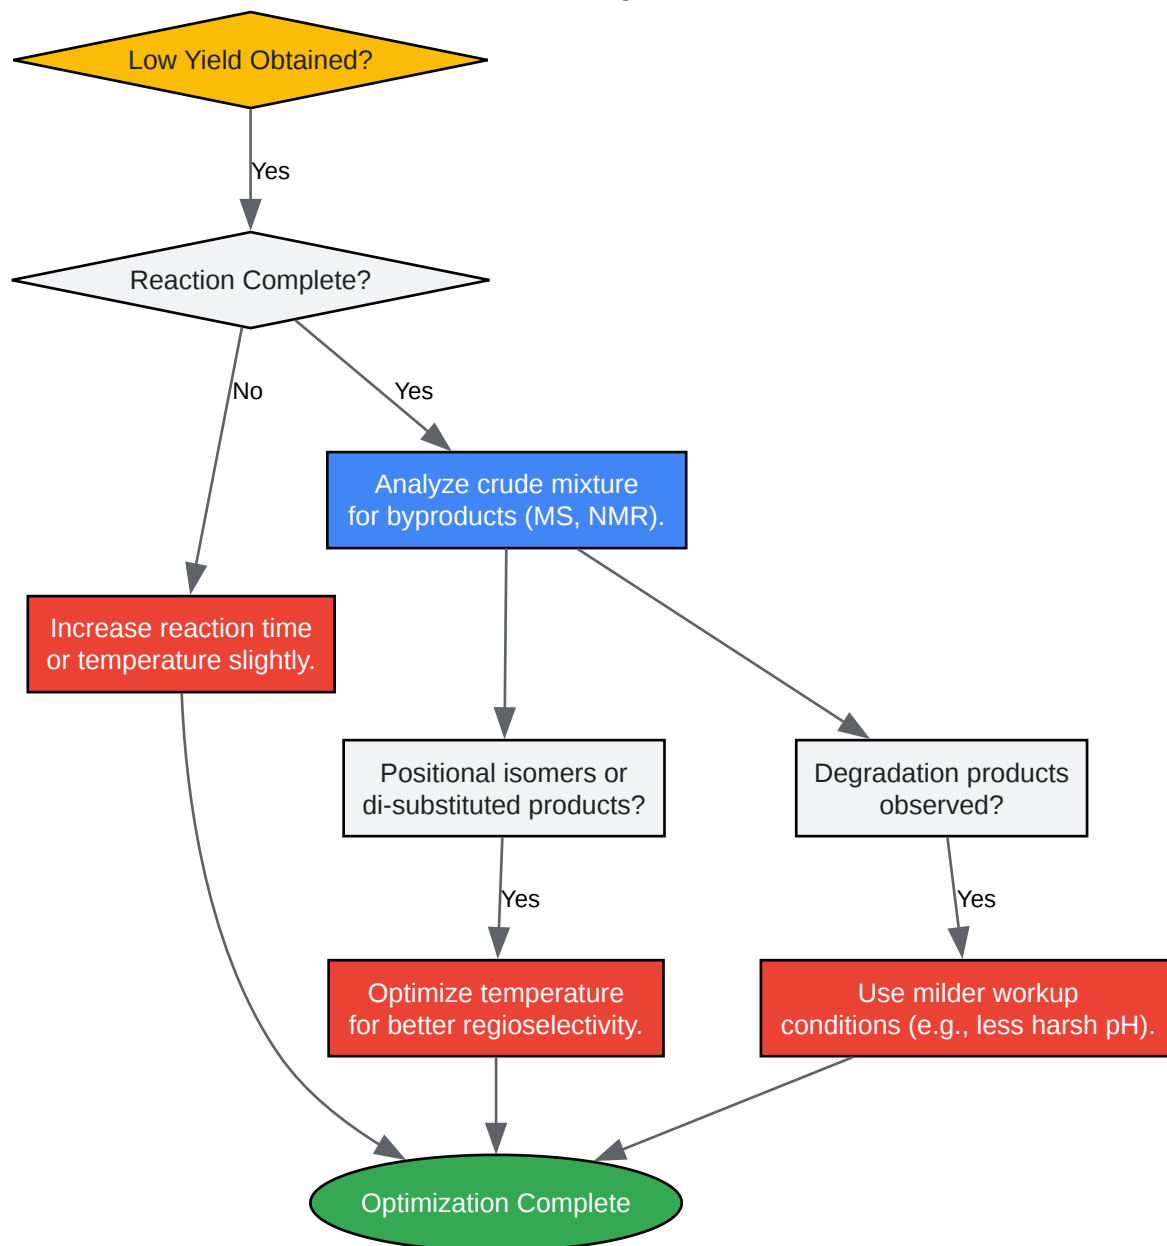 Low Yield Obtained?
Yes
Reaction Complete?
No
Yes
Analyze crude mixture
for byproducts (MS, NMR).
Increase reaction time
or temperature slightly.
Positional isomers or
di-substituted products?
Degradation products
observed?
Yes
Yes
Optimize temperature
for better regioselectivity.
Use milder workup
conditions (e.g., less harsh pH).
Optimization Complete